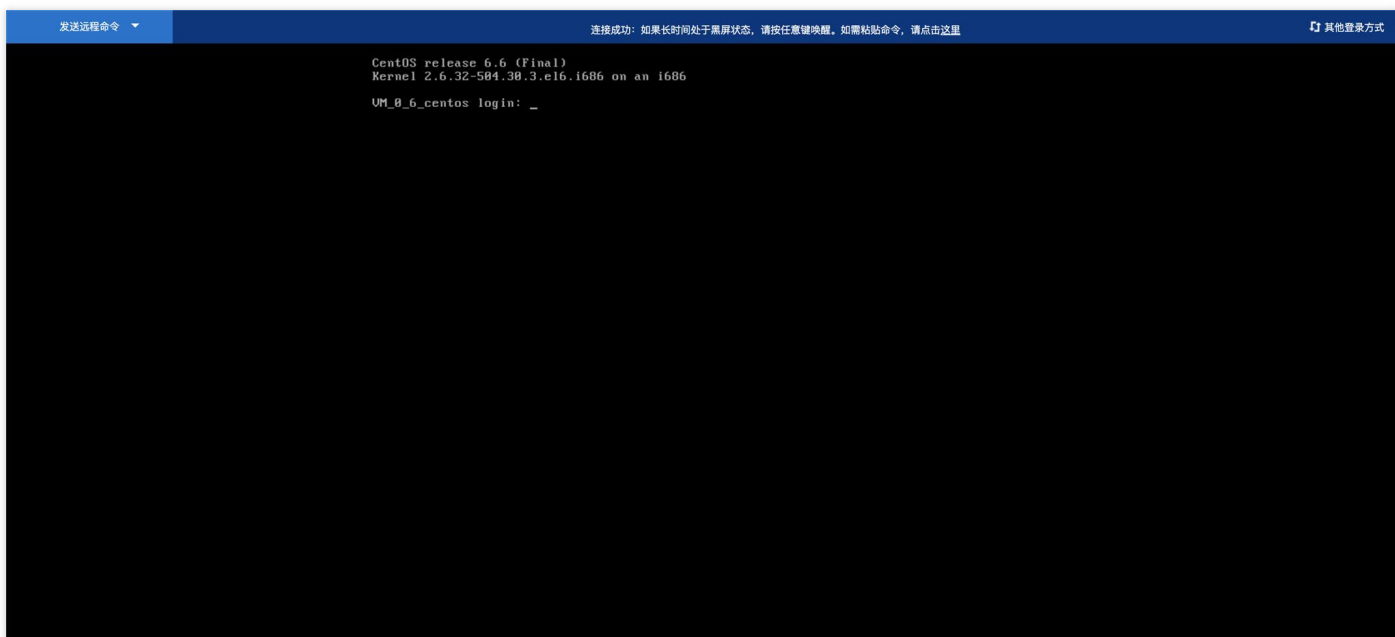 发送远程命令
连接成功：如果长时间处于黑屏状态，请按任意键唤醒。如需粘贴命令，请点击这里
其他登录方式
CentOS release 6.6 (Final)
Kernel 2.6.32-504.30.3.el6.i686 on an i686
VM_0_6_centos login: _